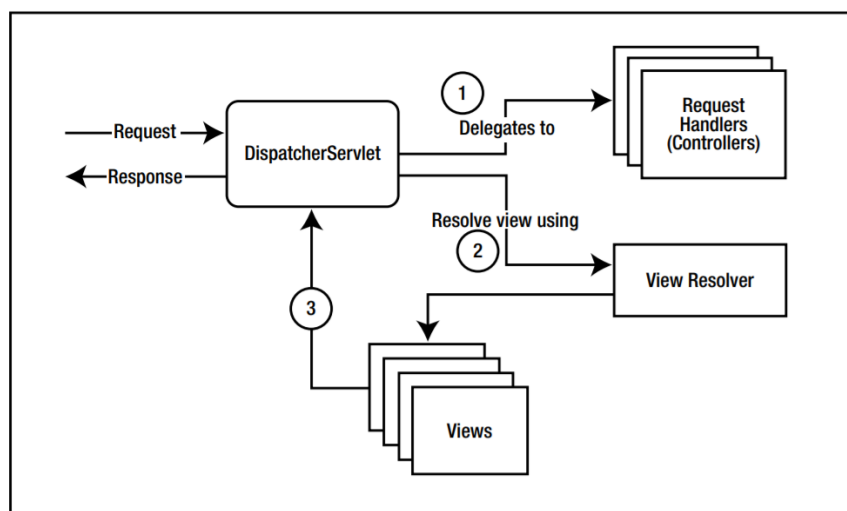 Request
Response
DispatcherServlet
1
Delegates to
Request
Handlers
(Controllers)
Resolve view using
2
View Resolver
3
Views